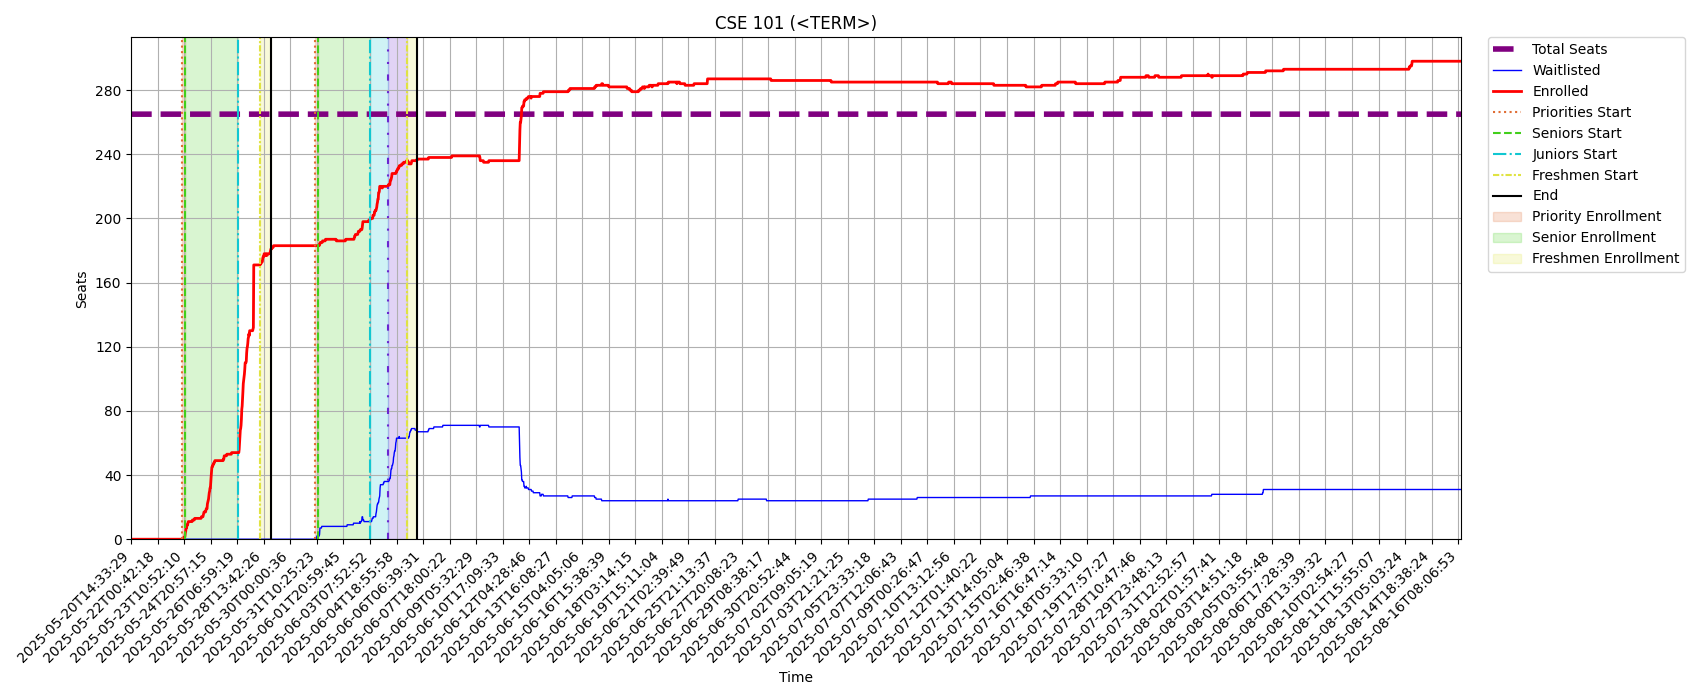 CSE 101 (<TERM>)
Total Seats
Waitlisted
Enrolled
Priorities Start
Seniors Start
Juniors Start
Freshmen Start
End
Priority Enrollment
Senior Enrollment
Freshmen Enrollment
Seats
280
240
200
160
120
80
40
0
2025-05-20T14:33:29
2025-05-22T00:42:18
2025-05-23T10:52:10
2025-05-24T20:57:15
2025-05-26T06:59:19
2025-05-28T13:42:26
2025-05-30T00:00:36
2025-05-31T10:25:23
2025-06-01T20:59:45
2025-06-03T07:52:52
2025-06-04T18:55:58
2025-06-06T06:39:31
2025-06-07T18:00:22
2025-06-09T05:32:29
2025-06-10T17:09:33
2025-06-12T04:28:46
2025-06-13T16:08:27
2025-06-15T04:05:06
2025-06-16T15:38:39
2025-06-18T03:14:15
2025-06-19T15:11:04
2025-06-21T02:39:49
2025-06-25T21:13:37
2025-06-27T20:08:23
2025-06-29T08:38:17
2025-06-30T20:52:44
2025-07-02T09:05:19
2025-07-03T21:21:25
2025-07-05T23:33:18
2025-07-07T12:06:43
2025-07-09T00:26:47
2025-07-10T13:12:56
2025-07-12T01:40:22
2025-07-13T14:05:04
2025-07-15T02:46:38
2025-07-16T16:47:14
2025-07-18T05:33:10
2025-07-19T17:57:27
2025-07-28T10:47:46
2025-07-29T23:48:13
2025-07-31T12:52:57
2025-08-02T01:57:41
2025-08-03T14:51:18
2025-08-05T03:55:48
2025-08-06T17:28:39
2025-08-08T13:39:32
2025-08-10T02:54:27
2025-08-11T15:55:07
2025-08-13T05:03:24
2025-08-14T18:38:24
2025-08-16T08:06:53
Time